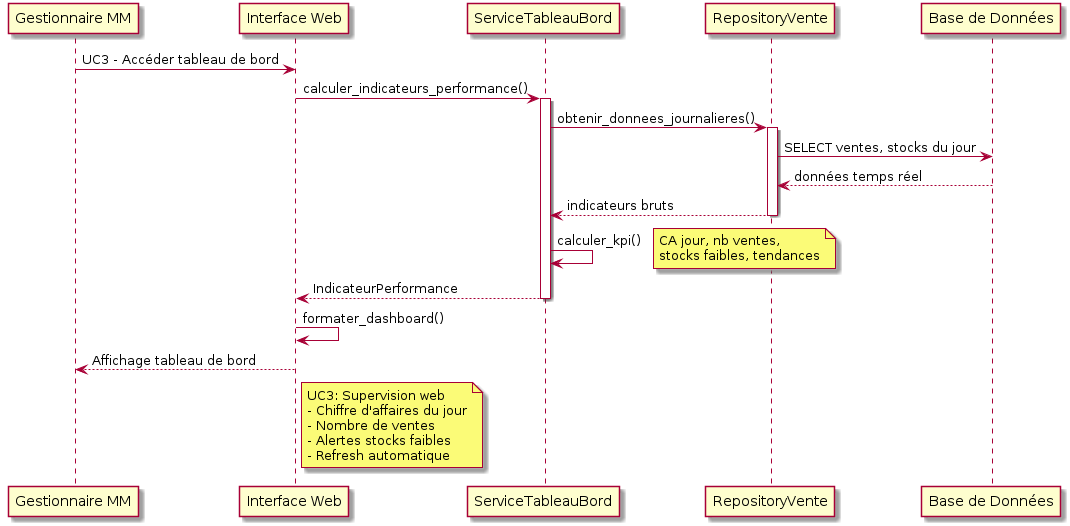 Gestionnaire MM
Interface Web
ServiceTableauBord
RepositoryVente
Base de Données
UC3 - Accéder tableau de bord
calculer_indicateurs_performance()
obtenir_donnees_journalieres()
SELECT ventes, stocks du jour
données temps réel
indicateurs bruts
calculer_kpi()
CA jour, nb ventes,
stocks faibles, tendances
IndicateurPerformance
formater_dashboard()
Affichage tableau de bord
UC3: Supervision web
- Chiffre d'affaires du jour
- Nombre de ventes
- Alertes stocks faibles
- Refresh automatique
Gestionnaire MM
Interface Web
ServiceTableauBord
RepositoryVente
Base de Données